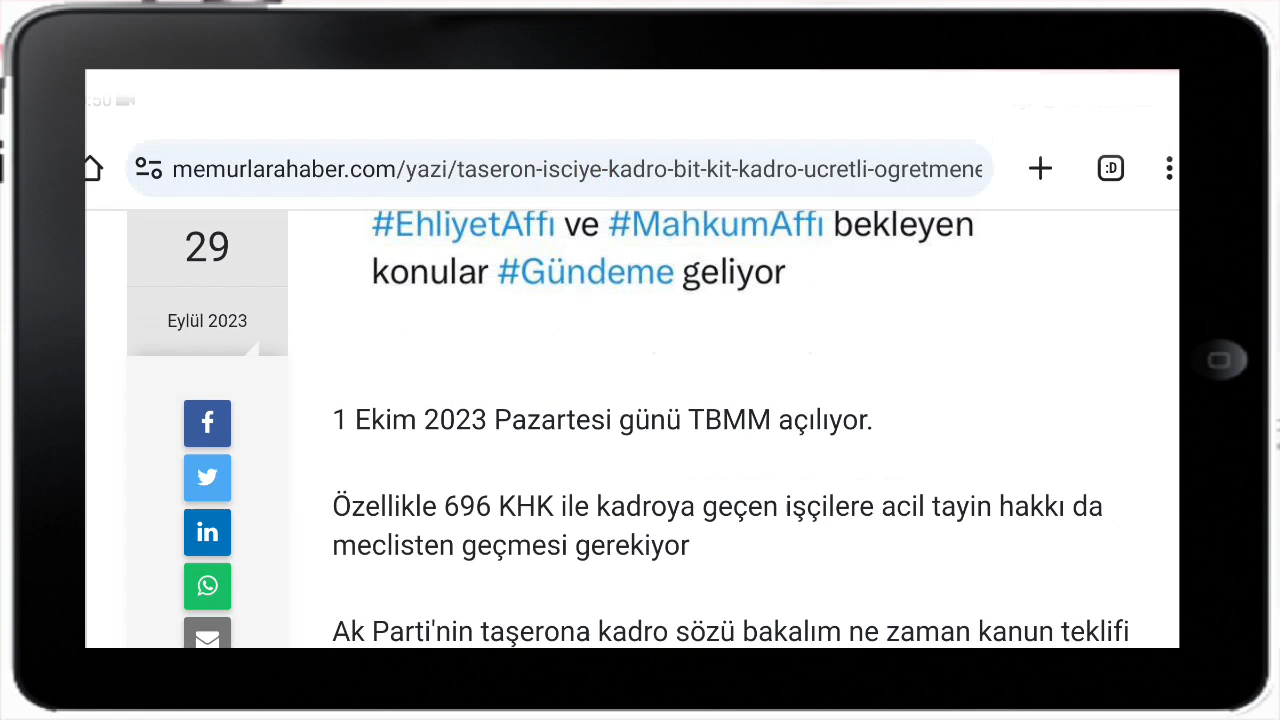 :50
memurlarahaber.com/yazi/taseron-isciye-kadro-bit-kit-kadro-ucretli-ogretmene
:D
#EhliyetAffı ve #MahkumAffı bekleyen
konular #Gündeme geliyor
29
Eylül 2023
1 Ekim 2023 Pazartesi günü TBMM açılıyor.
Özellikle 696 KHK ile kadroya geçen işçilere acil tayin hakkı da
meclisten geçmesi gerekiyor
Ak Parti'nin taşerona kadro sözü bakalım ne zaman kanun teklifi